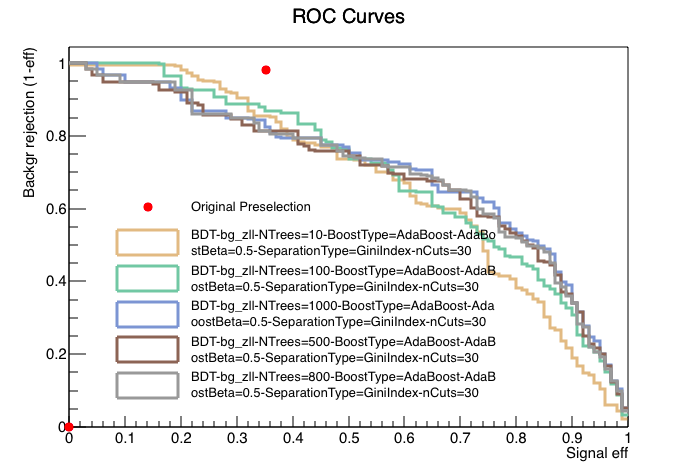 ROC Curves
Backgr rejection (1-eff)
1
0.8
0.6
0.4
0.2
0
Original Preselection
BDT-bg_zll-NTrees=10-BoostType=AdaBoost-AdaBo
stBeta=0.5-SeparationType=GiniIndex-nCuts=30
BDT-bg_zll-NTrees=100-BoostType=AdaBoost-AdaB
ostBeta=0.5-SeparationType=GiniIndex-nCuts=30
BDT-bg_zll-NTrees=1000-BoostType=AdaBoost-Ada
oostBeta=0.5-SeparationType=GiniIndex-nCuts=30
BDT-bg_zll-NTrees=500-BoostType=AdaBoost-AdaB
ostBeta=0.5-SeparationType=GiniIndex-nCuts=30
BDT-bg_zll-NTrees=800-BoostType=AdaBoost-AdaB
ostBeta=0.5-SeparationType=GiniIndex-nCuts=30
0 0.1 0.2 0.3 0.4 0.5 0.6 0.7 0.8 0.9 1
Signal eff